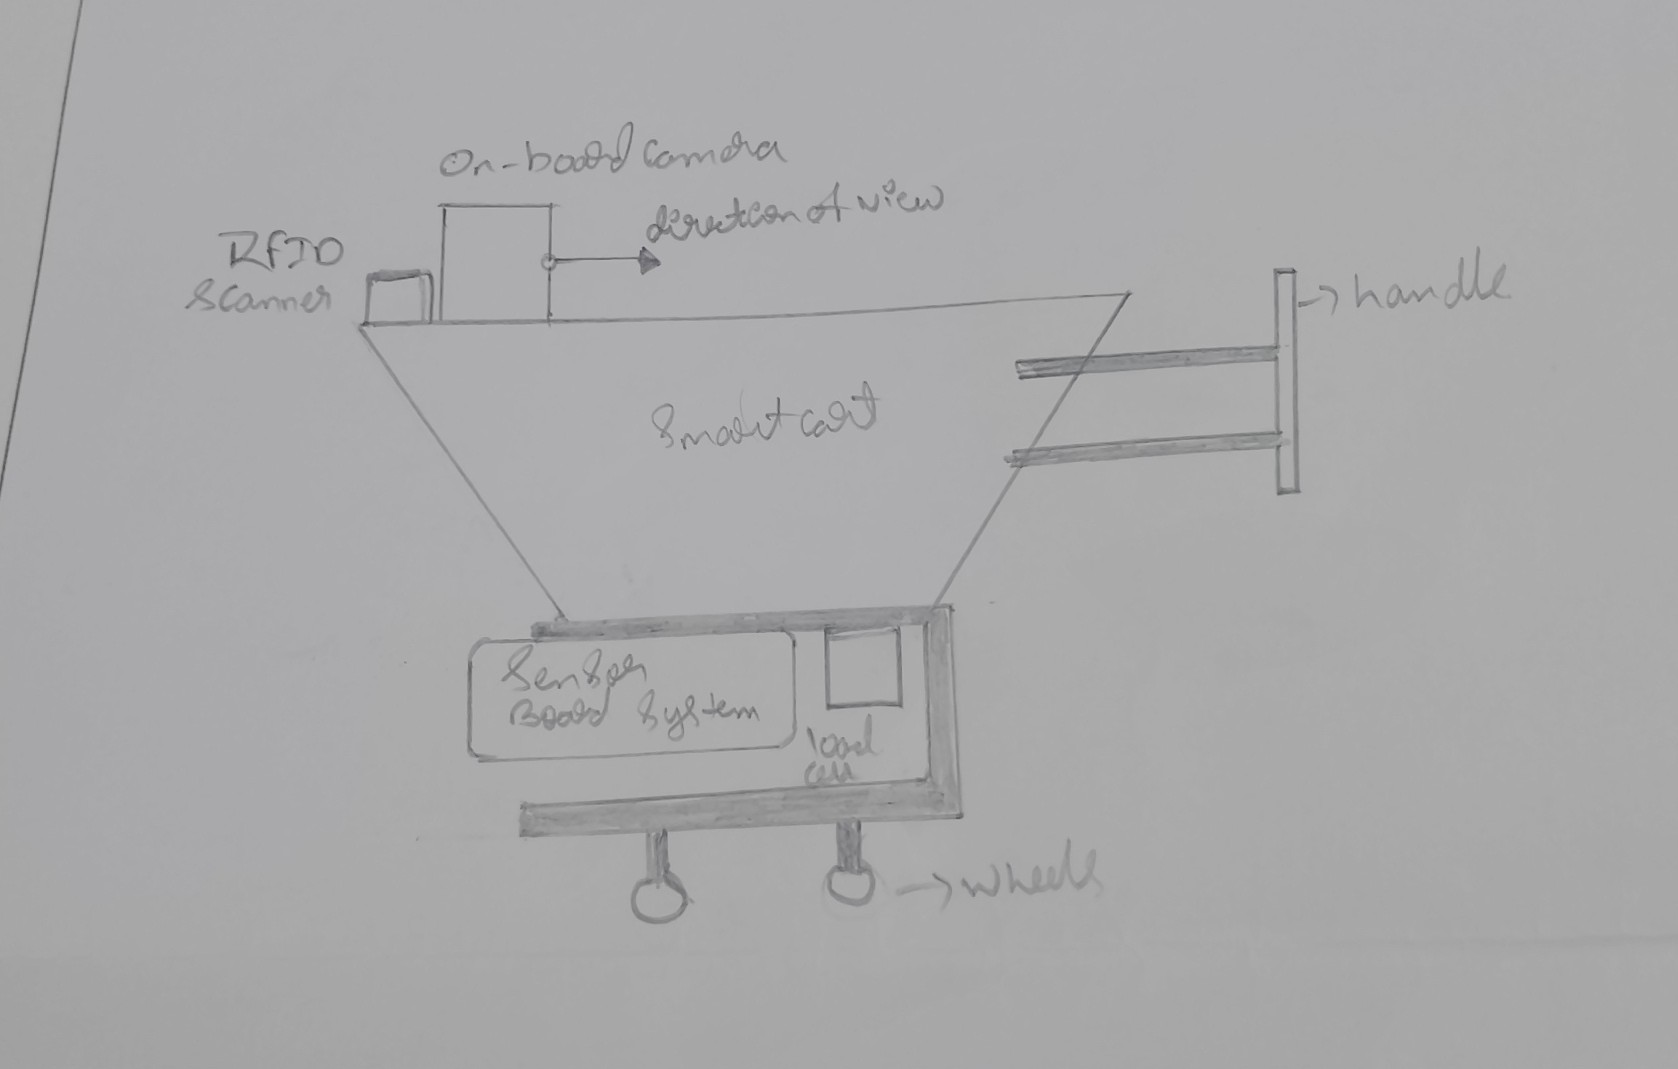 On-board camera
direction of view
RFID
Scanner
handle
Smart cart
Sensor
Board System
load
cell
wheels